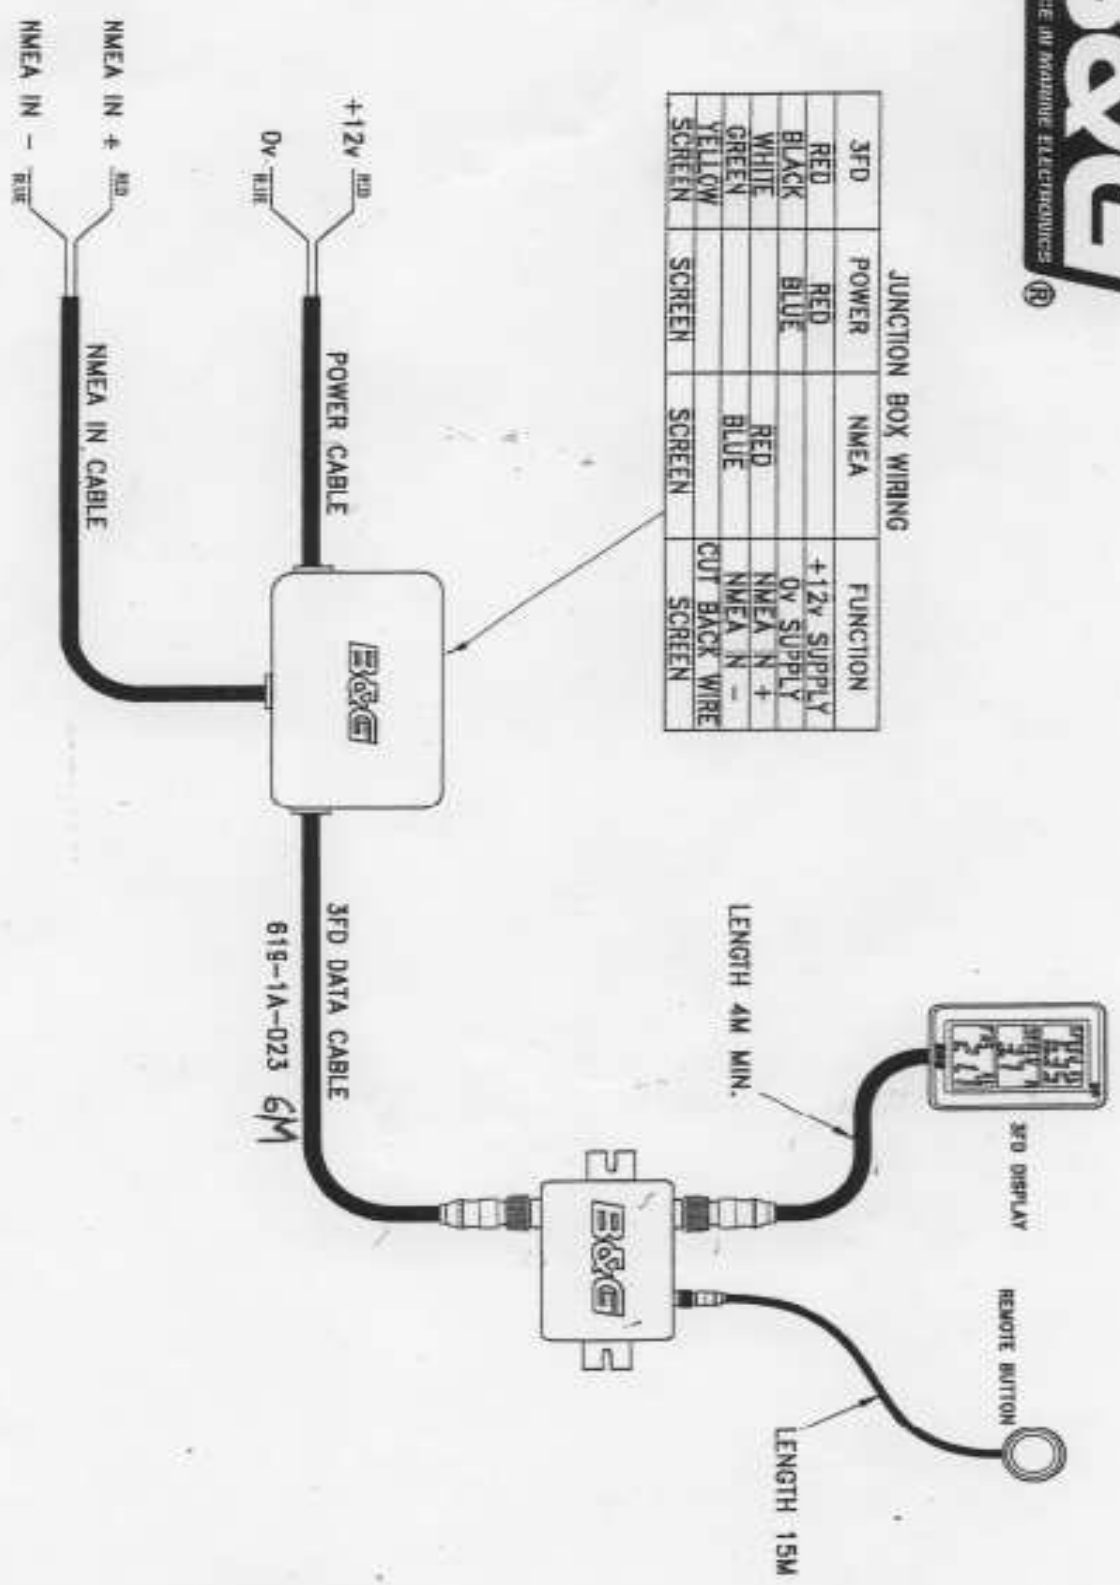 B&G
CE IN MARINE ELECTRONICS ®
JUNCTION BOX WIRING
3FD POWER NMEA FUNCTION
RED RED +12v SUPPLY
BLACK BLUE 0v SUPPLY
WHITE RED NMEA N +
GREEN BLUE NMEA N -
YELLOW CUT BACK WIRE
SCREEN SCREEN SCREEN SCREEN
3FD DISPLAY
REMOTE BUTTON
LENGTH 4M MIN.
LENGTH 15M
B&G
B&G
+12v RED
0v BLUE
POWER CABLE
3FD DATA CABLE
619-1A-023 6M
NMEA IN + RED
NMEA IN - BLUE
NMEA IN CABLE